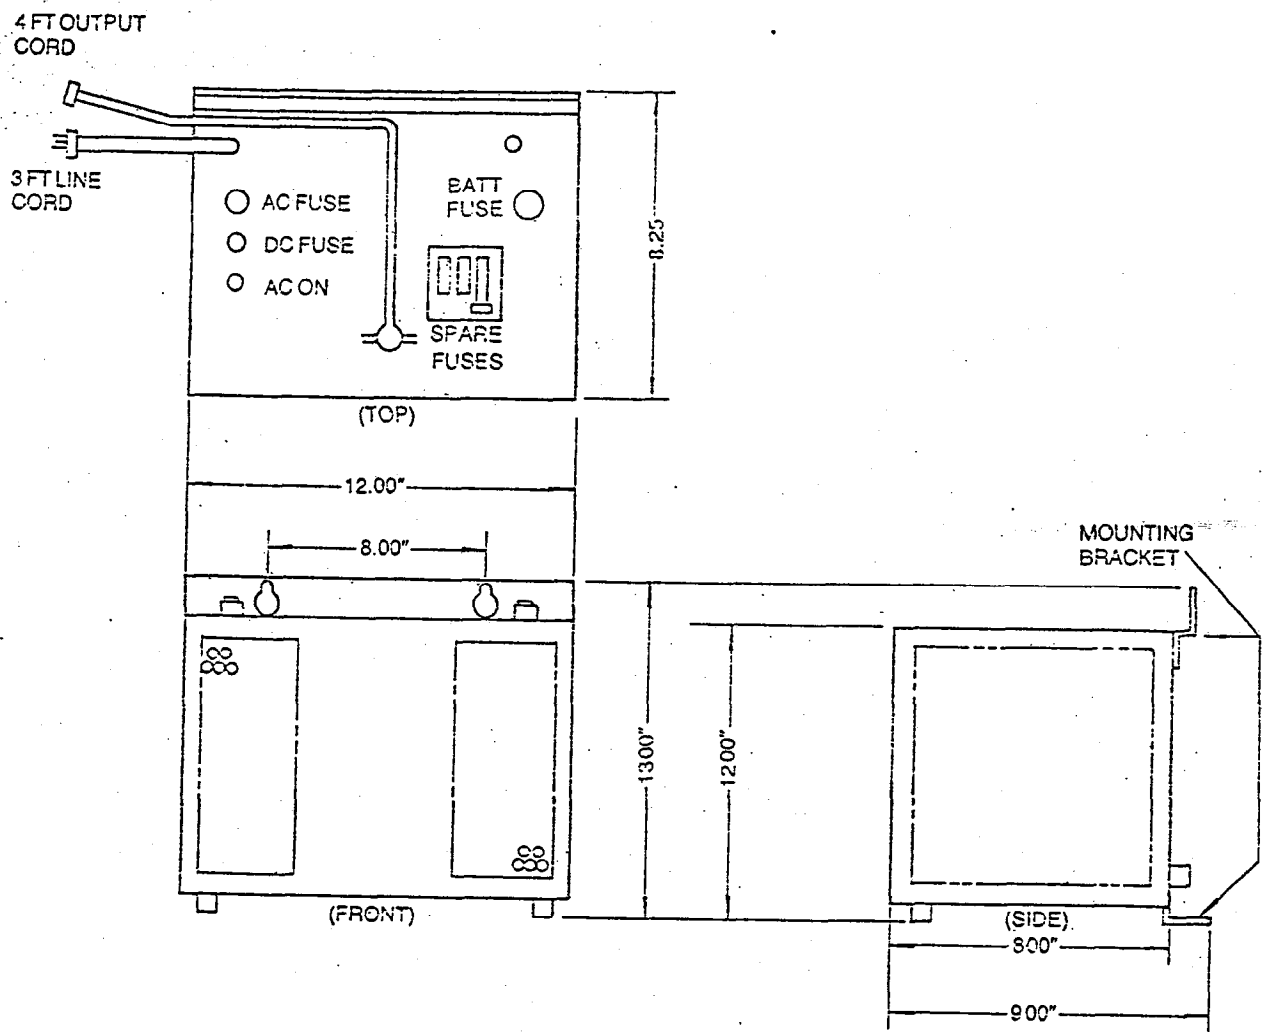 4 FT OUTPUT
CORD
3 FT LINE
CORD
AC FUSE
DC FUSE
AC ON
BATT
FUSE
SPARE
FUSES
8.25
(TOP)
12.00"
8.00"
MOUNTING
BRACKET
1300"
1200"
(FRONT)
(SIDE)
800"
900"